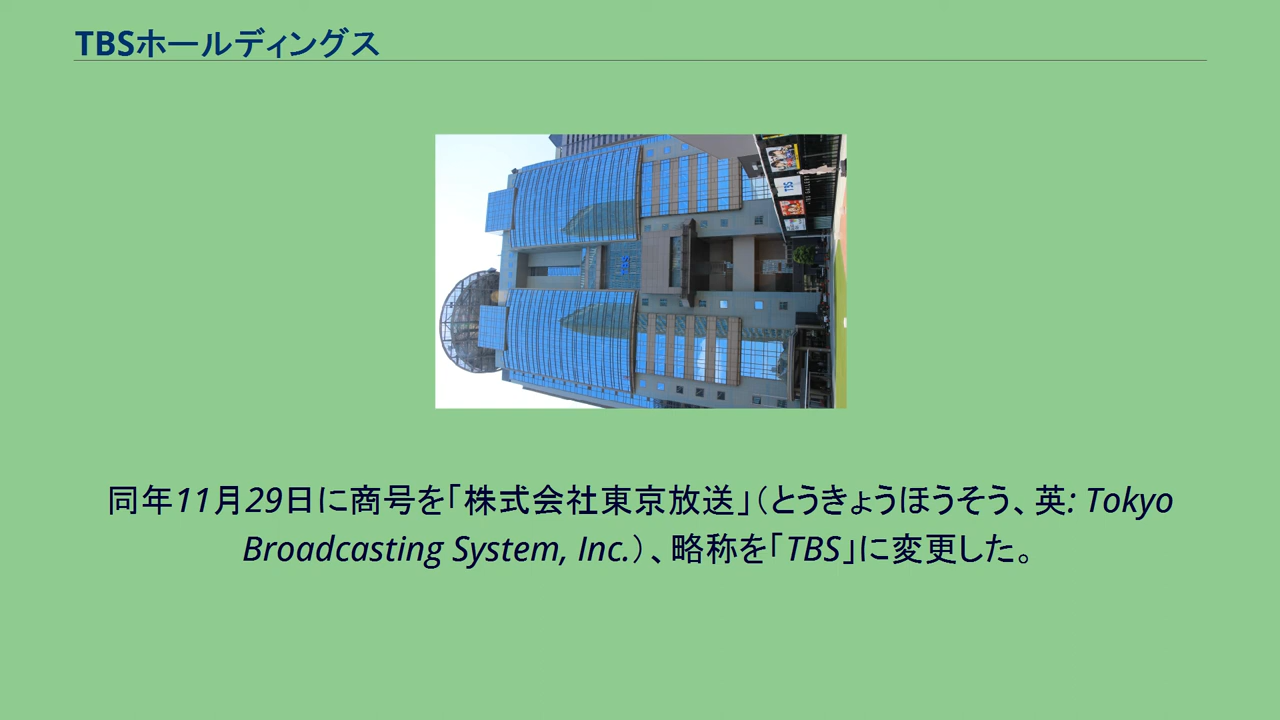 TBSホールディングス
TBS
TBS
同年11月29日に商号を「株式会社東京放送」（とうきょうほうそう、英: Tokyo
Broadcasting System, Inc.）、略称を「TBS」に変更した。